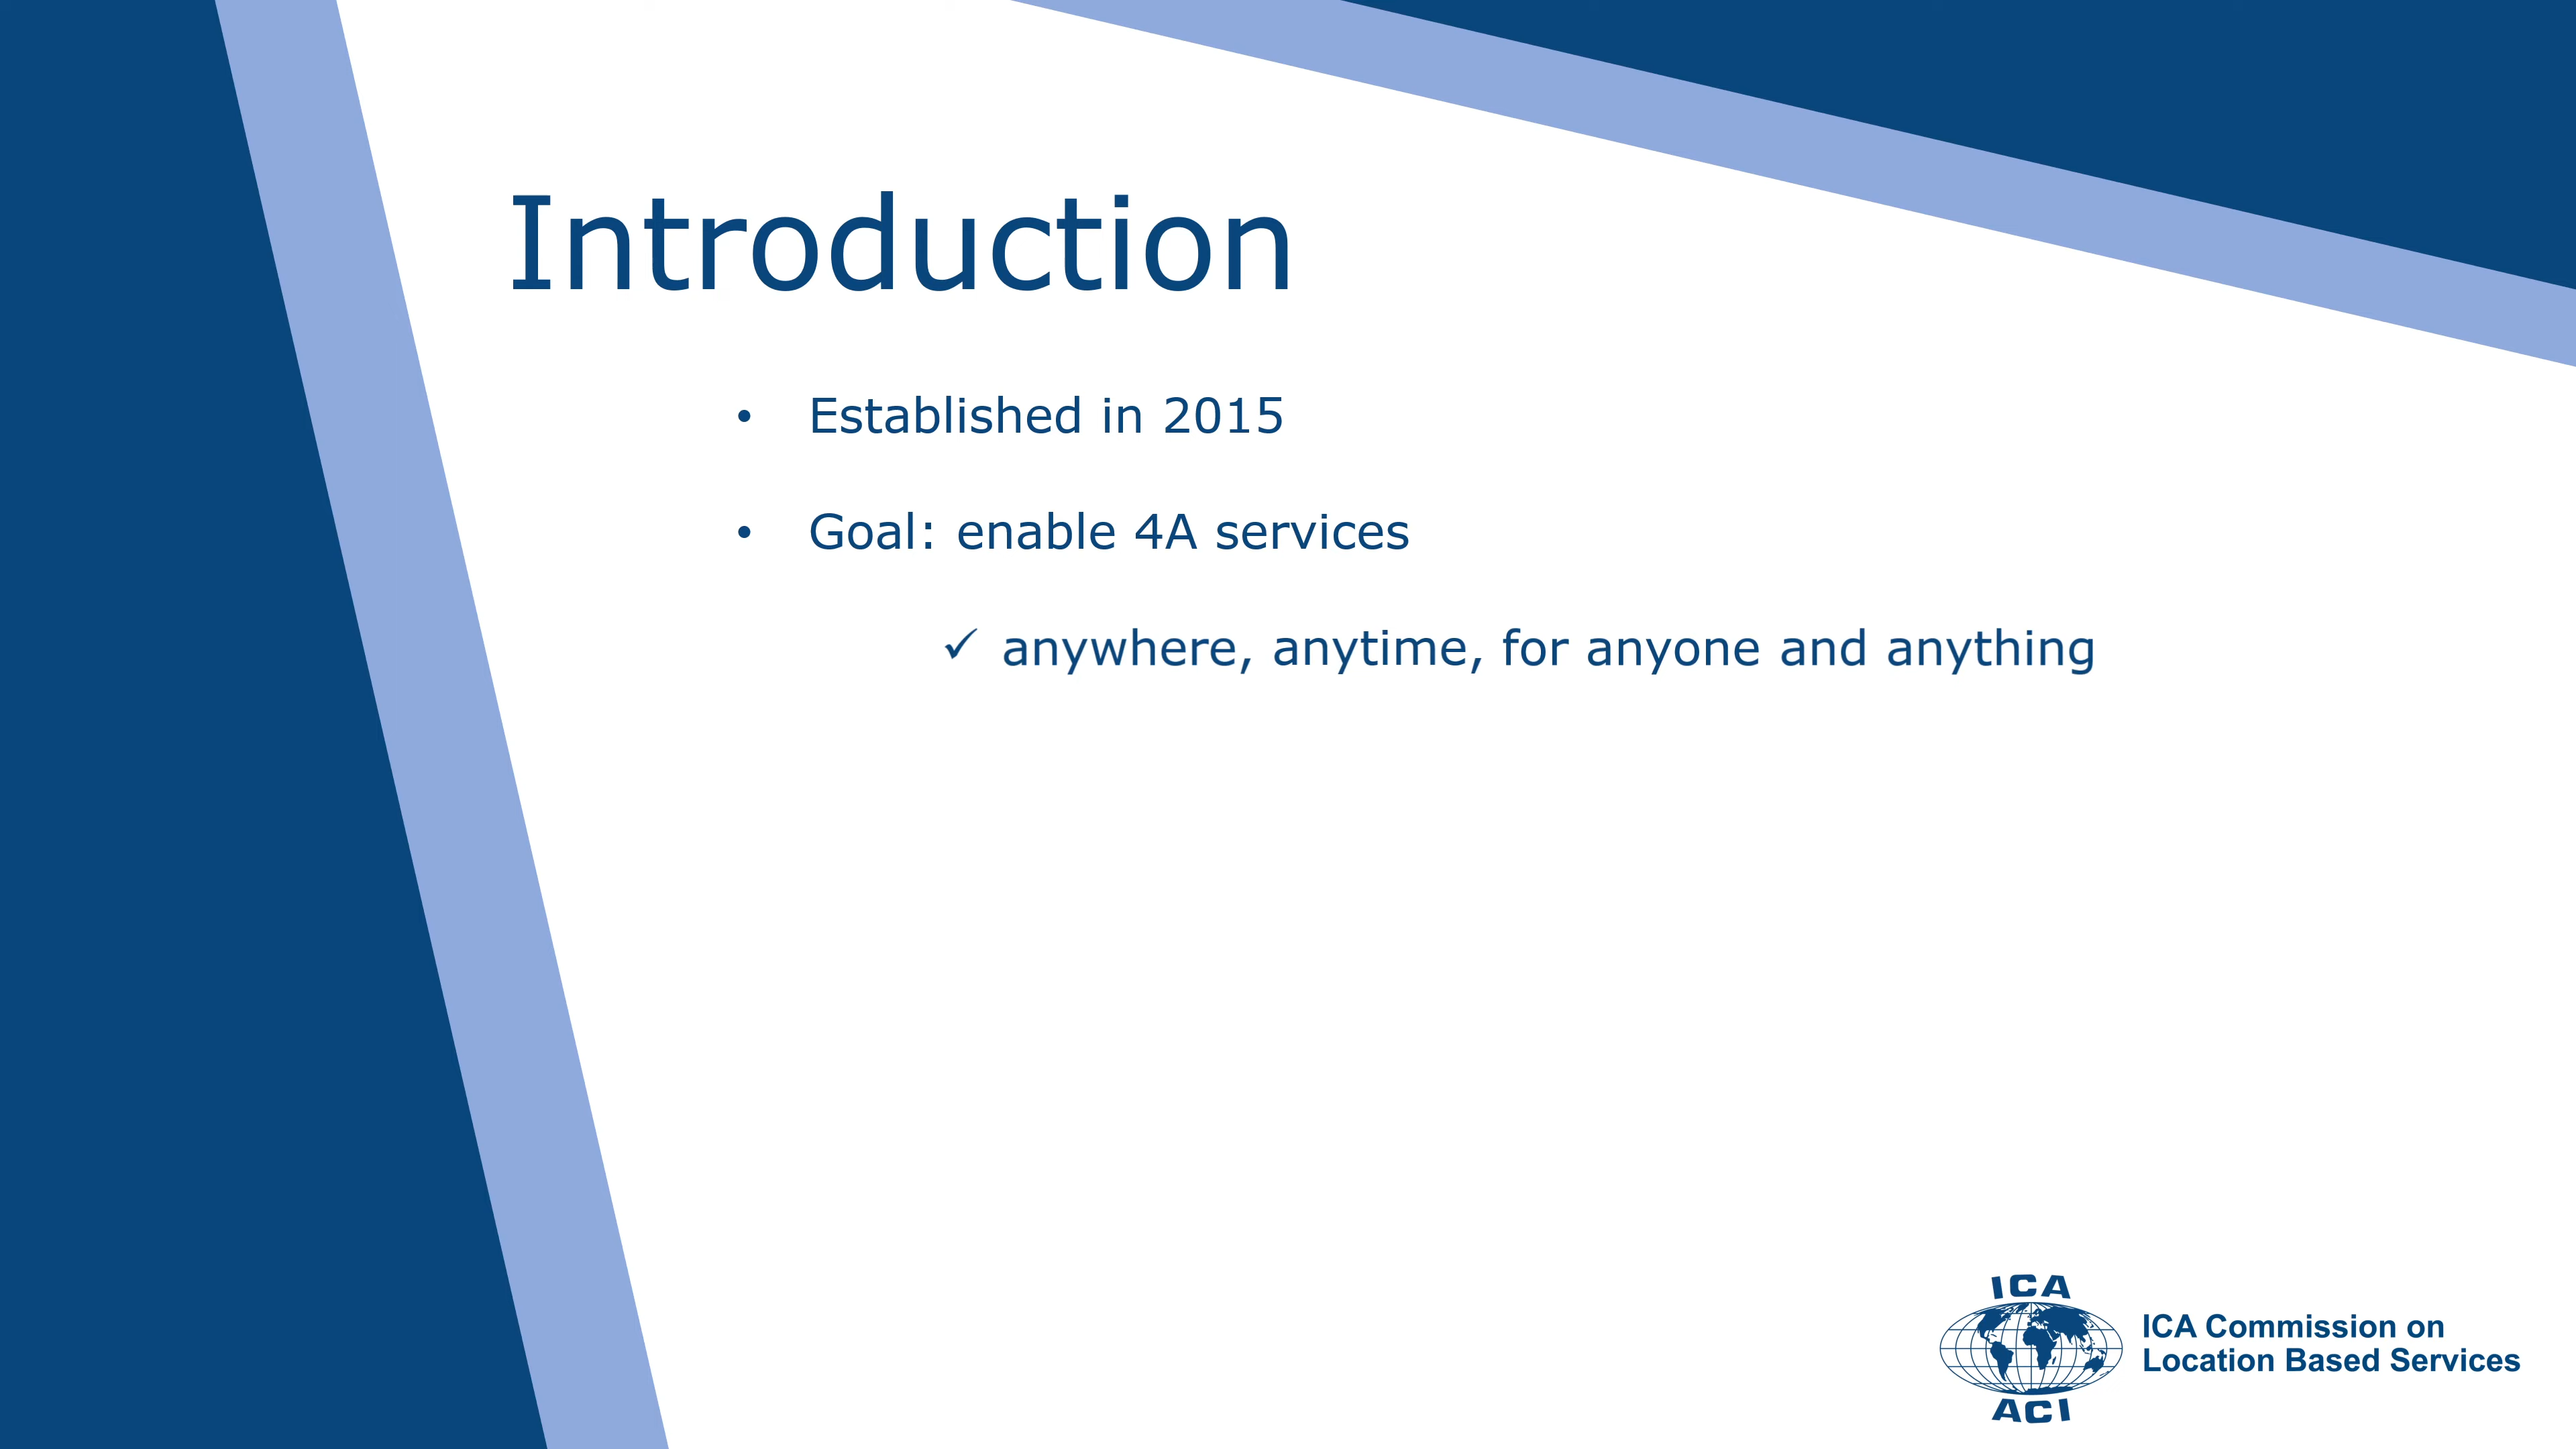 Introduction
• Established in 2015
• Goal: enable 4A services
✓ anywhere, anytime, for anyone and anything
ICA
ICA Commission on
Location Based Services
ACI